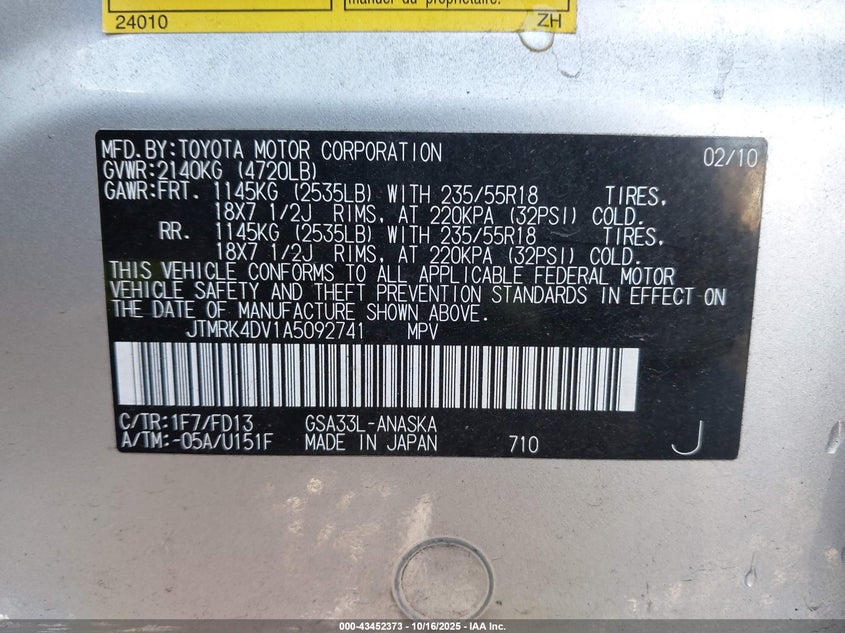 manuel du propriétaire.
24010 ZH
MFD.BY:TOYOTA MOTOR CORPORATION 02/10
GVWR:2140KG (4720LB)
GAWR:FRT. 1145KG (2535LB) WITH 235/55R18 TIRES,
18X7 1/2J RIMS, AT 220KPA (32PSI) COLD.
RR. 1145KG (2535LB) WITH 235/55R18 TIRES,
18X7 1/2J RIMS, AT 220KPA (32PSI) COLD.
THIS VEHICLE CONFORMS TO ALL APPLICABLE FEDERAL MOTOR
VEHICLE SAFETY AND THEFT PREVENTION STANDARDS IN EFFECT ON
THE DATE OF MANUFACTURE SHOWN ABOVE.
JTMRK4DV1A5092741 MPV
C/TR:1F7/FD13 GSA33L-ANASKA
A/TM:-05A/U151F MADE IN JAPAN 710 J
000-43452373 - 10/16/2025 - IAA Inc.